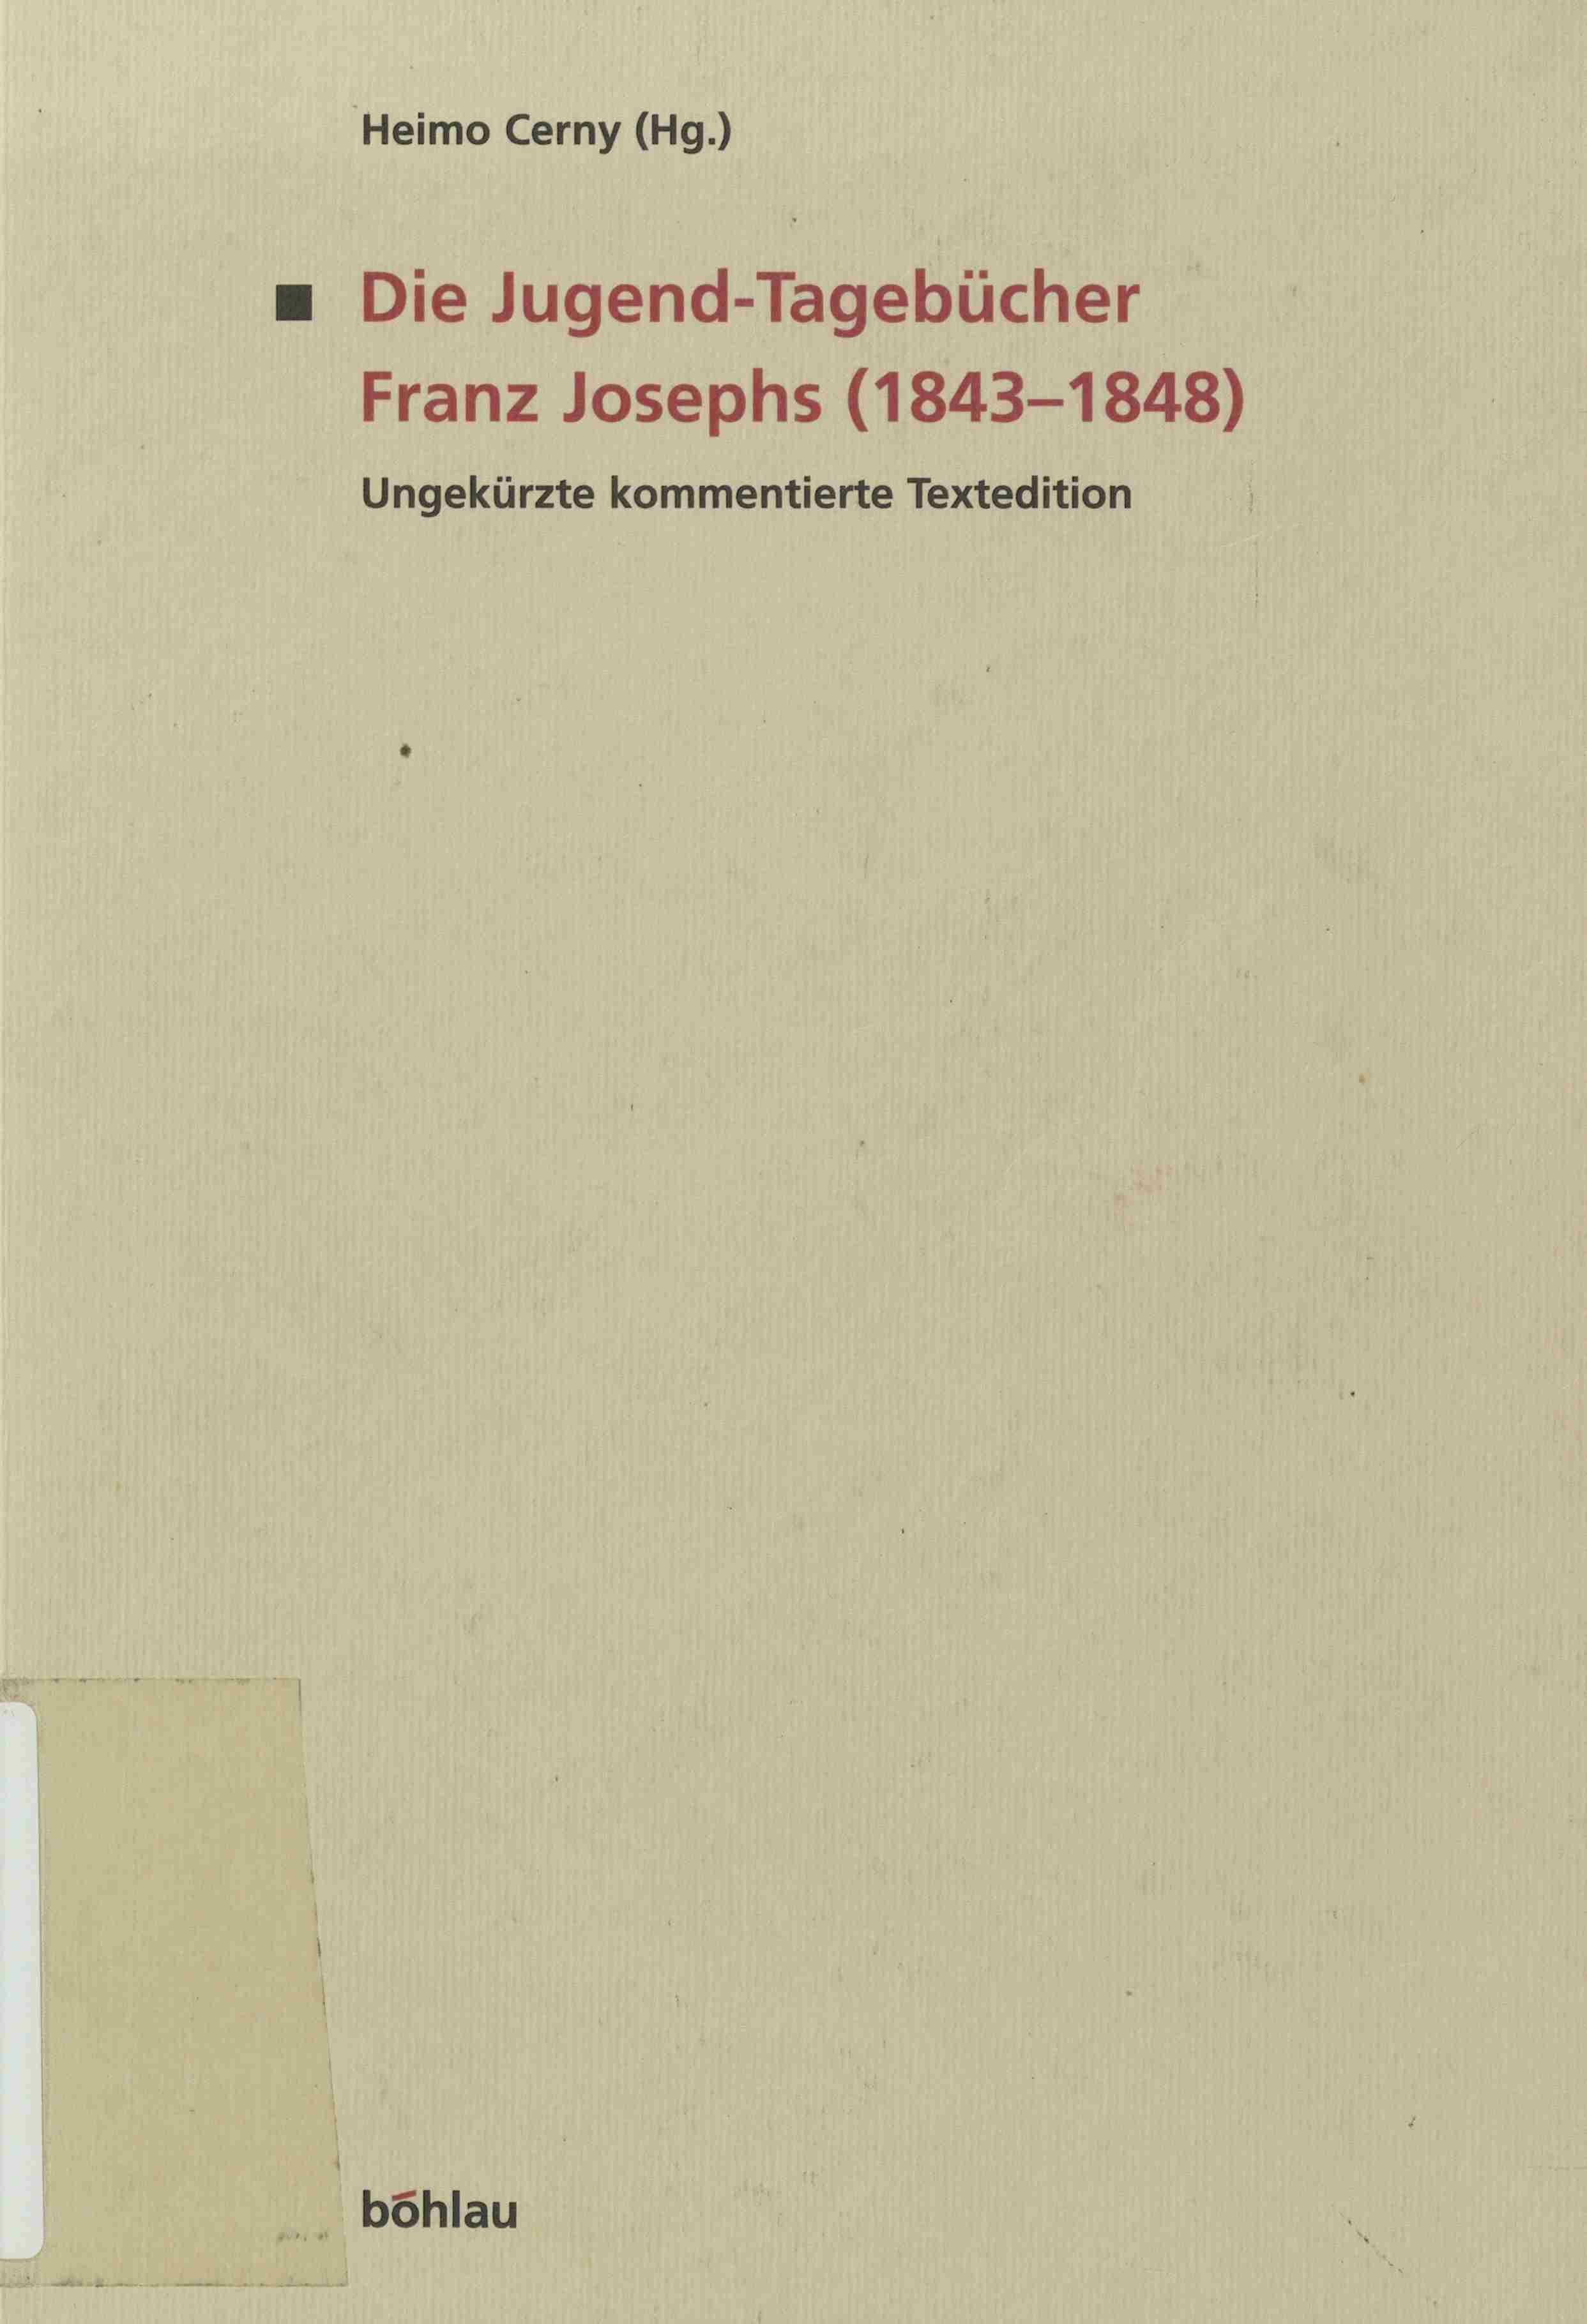 Heimo Cerny (Hg.)
Die Jugend-Tagebücher
Franz Josephs (1843–1848)
Ungekürzte kommentierte Textedition
böhlau